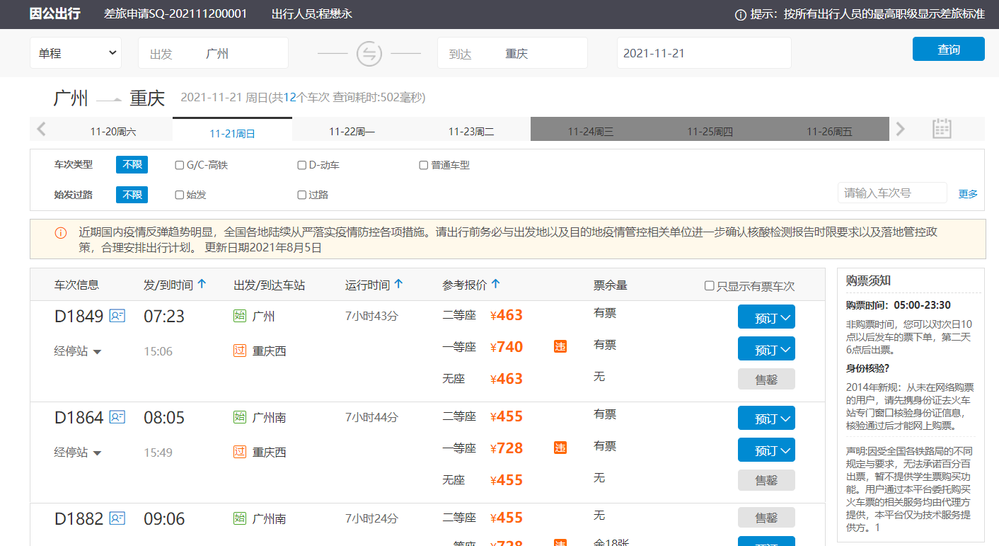 因公出行 差旅申请SQ-202111200001 出行人员:程懋永 提示：按所有出行人员的最高职级显示差旅标准
单程 出发 广州 到达 重庆 2021-11-21 查询
广州 重庆 2021-11-21 周日(共12个车次 查询耗时:502毫秒)
11-20周六 11-21周日 11-22周一 11-23周二 11-24周三 11-25周四 11-26周五
车次类型 不限 G/C-高铁 D-动车 普通车型
始发过路 不限 始发 过路 请输入车次号 更多
近期国内疫情反弹趋势明显，全国各地陆续从严落实疫情防控各项措施。请出行前务必与出发地以及目的地疫情管控相关单位进一步确认核酸检测报告时限要求以及落地管控政
策，合理安排出行计划。 更新日期2021年8月5日
车次信息 发/到时间 出发/到达车站 运行时间 参考报价 票余量 只显示有票车次
D1849 07:23 始 广州 7小时43分 二等座 ¥463 有票 预订
经停站 15:06 过 重庆西 一等座 ¥740 违 有票 预订
无座 ¥463 无 售罄
D1864 08:05 始 广州南 7小时44分 二等座 ¥455 有票 预订
经停站 15:49 过 重庆西 一等座 ¥728 违 有票 预订
无座 ¥455 无 售罄
D1882 09:06 始 广州南 7小时24分 二等座 ¥455 无 售罄
一等座 ¥728 违 余18张 预订
购票须知
购票时间：05:00-23:30
非购票时间，您可以对次日10
点以后发车的票下单，第二天
6点后出票。
身份核验?
2014年新规：从未在网络购票
的用户，请先携身份证去火车
站专门窗口核验身份证信息，
核验通过后才能网上购票。
声明:因受全国各铁路局的不同
规定与要求，无法承诺百分百
出票，暂不提供学生票购买功
能。用户通过本平台委托购买
火车票的相关服务均由代理方
提供，本平台仅为技术服务提
供方。1